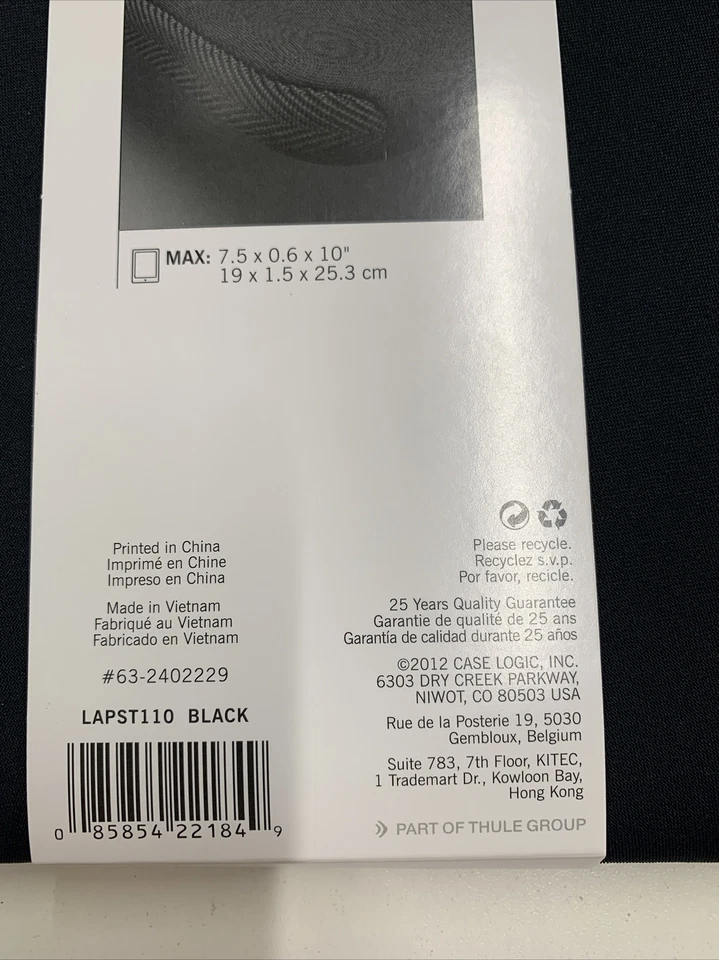 MAX: 7.5 x 0.6 x 10"
19 x 1.5 x 25.3 cm
Printed in China
Imprimé en Chine
Impreso en China
Made in Vietnam
Fabriqué au Vietnam
Fabricado en Vietnam
#63-2402229
LAPST110 BLACK
0 85854 22184 9
Please recycle.
Recyclez s.v.p.
Por favor, recicle.
25 Years Quality Guarantee
Garantie de qualité de 25 ans
Garantía de calidad durante 25 años
©2012 CASE LOGIC, INC.
6303 DRY CREEK PARKWAY,
NIWOT, CO 80503 USA
Rue de la Posterie 19, 5030
Gembloux, Belgium
Suite 783, 7th Floor, KITEC,
1 Trademart Dr., Kowloon Bay,
Hong Kong
PART OF THULE GROUP